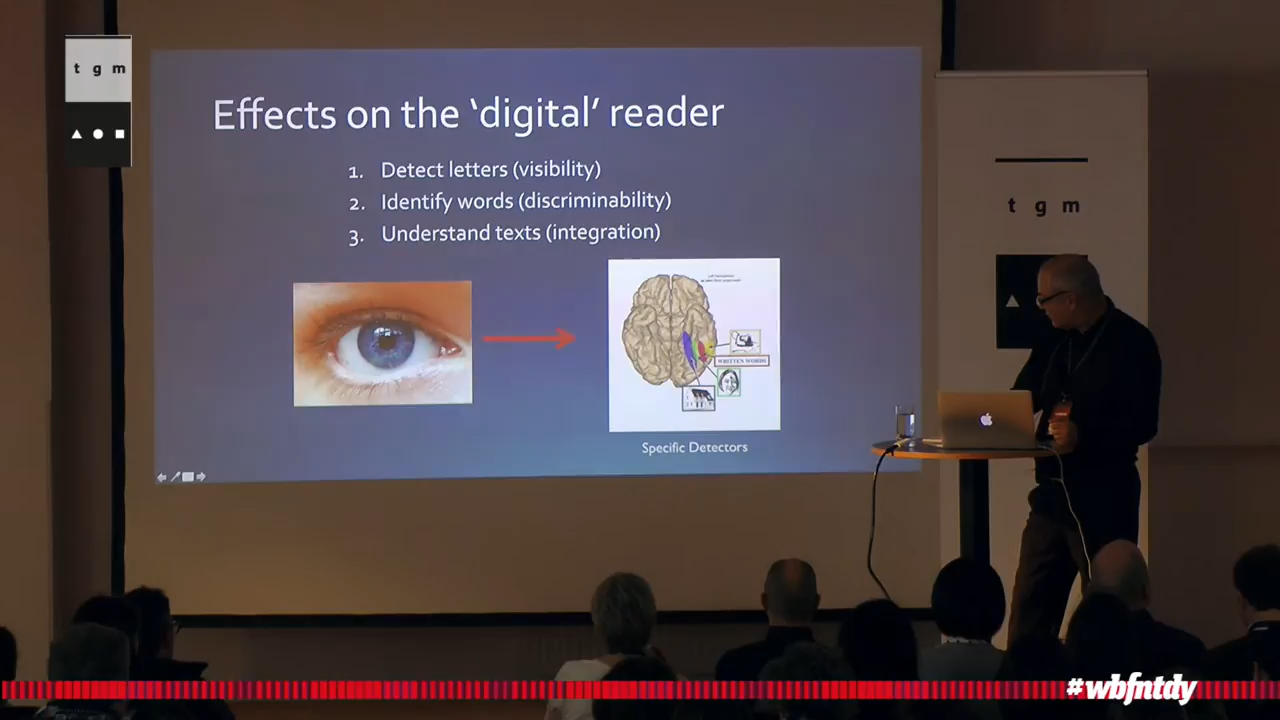 t g m
Effects on the ‘digital’ reader
1. Detect letters (visibility)
2. Identify words (discriminability)
3. Understand texts (integration)
WRITTEN WORDS
Specific Detectors
t g m
#wbfntdy